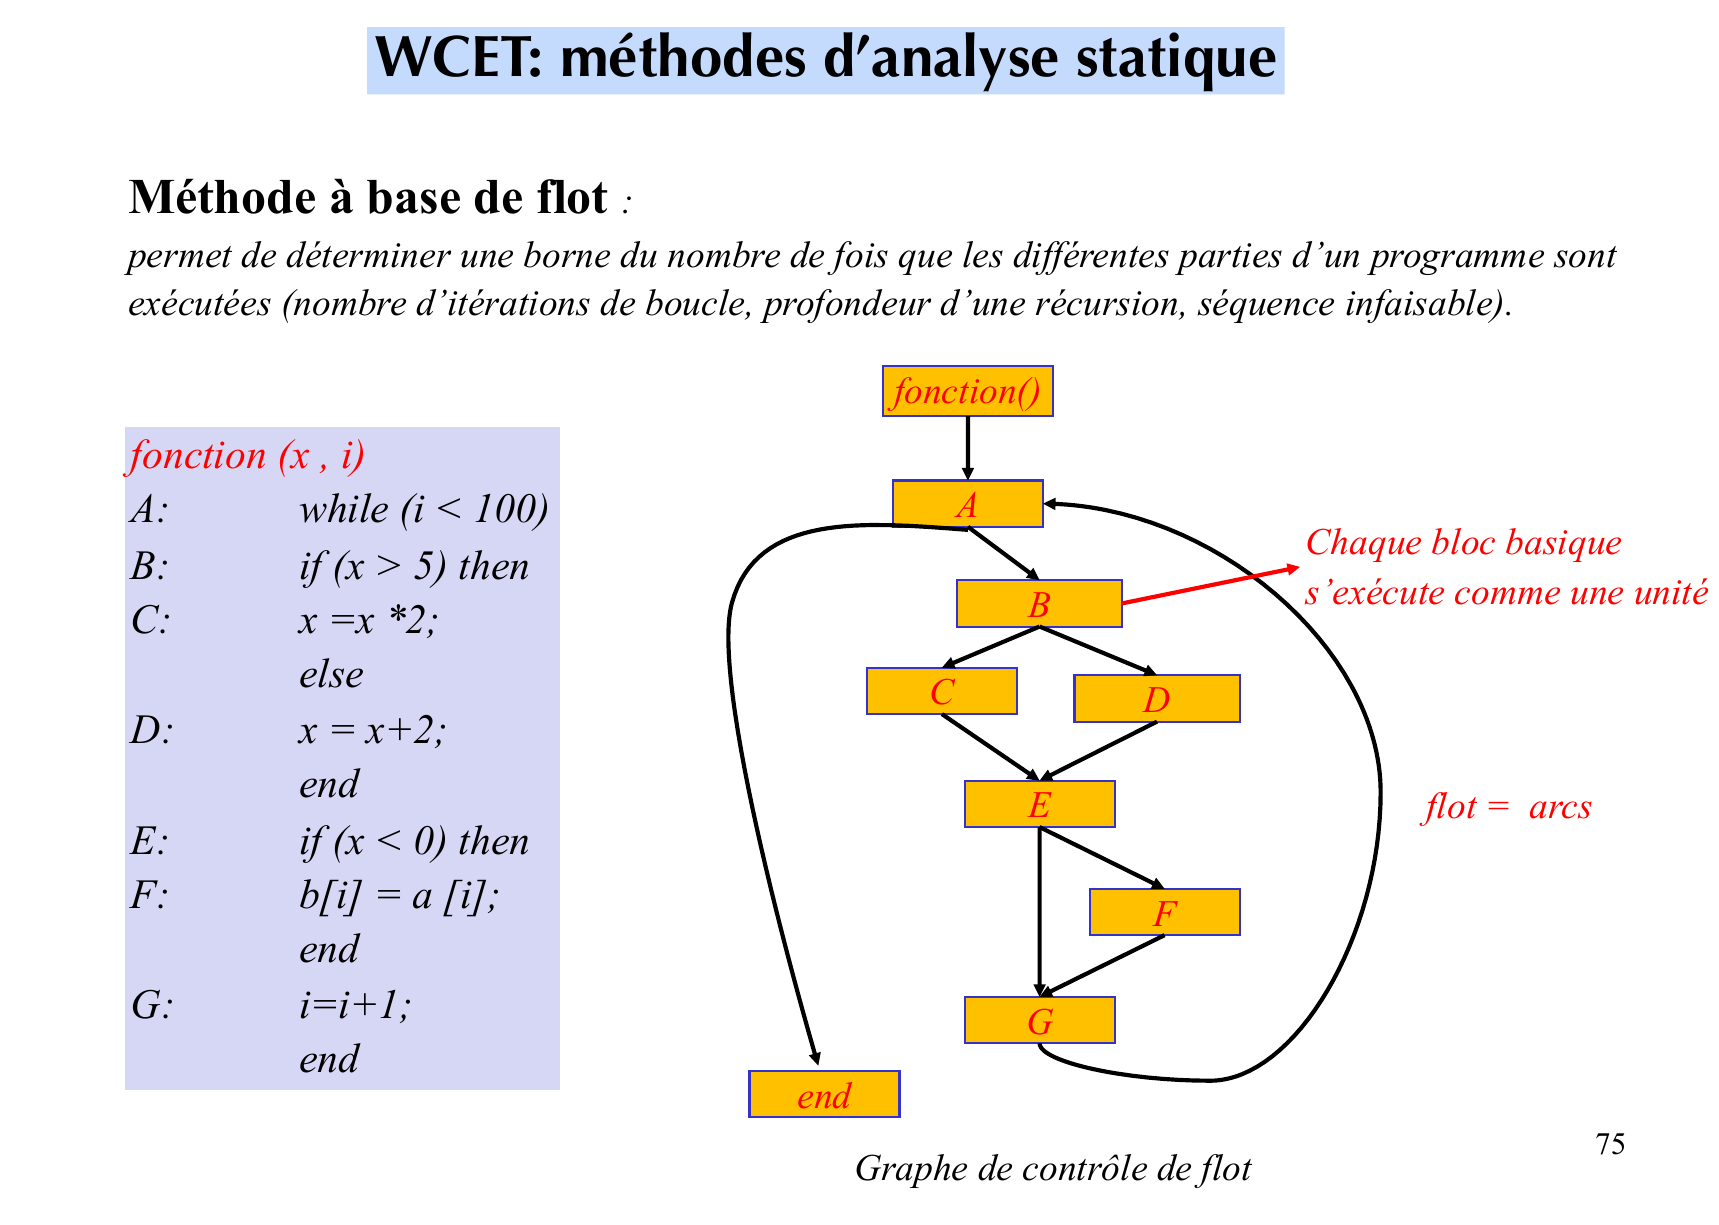 WCET: méthodes d’analyse statique
Méthode à base de flot :
permet de déterminer une borne du nombre de fois que les différentes parties d’un programme sont
exécutées (nombre d’itérations de boucle, profondeur d’une récursion, séquence infaisable).
fonction (x , i)
A: while (i < 100)
B: if (x > 5) then
C: x =x *2;
else
D: x = x+2;
end
E: if (x < 0) then
F: b[i] = a [i];
end
G: i=i+1;
end
fonction()
A
B
C
D
E
F
G
end
Chaque bloc basique
s’exécute comme une unité
flot = arcs
Graphe de contrôle de flot
75